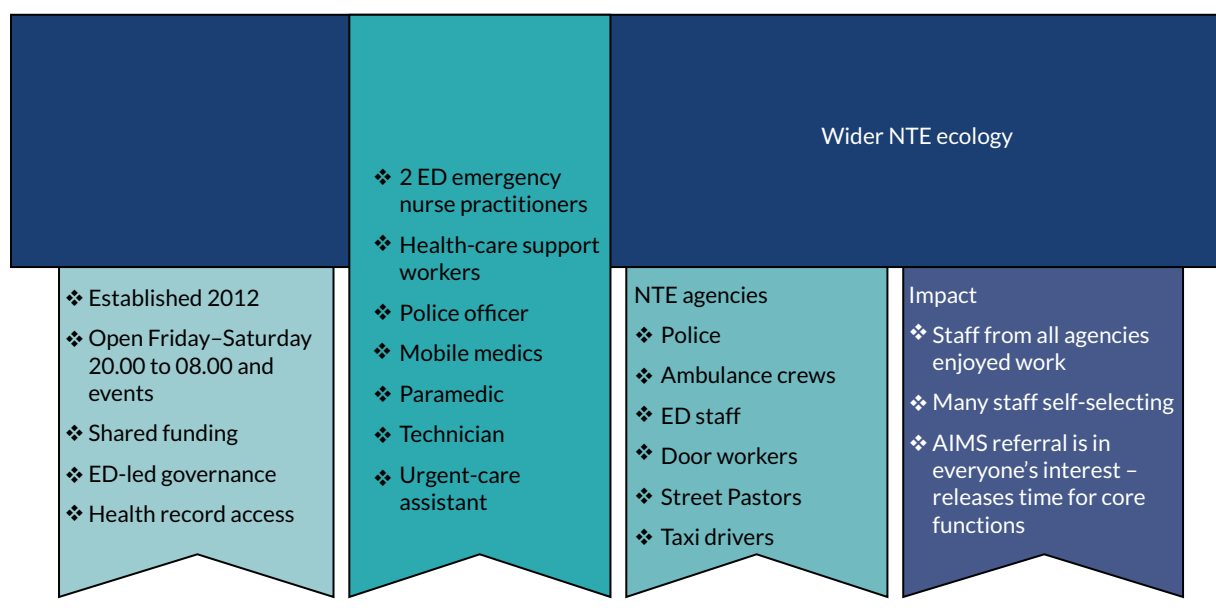 Wider NTE ecology
❖ Established 2012
❖ Open Friday–Saturday
20.00 to 08.00 and
events
❖ Shared funding
❖ ED-led governance
❖ Health record access
❖ 2 ED emergency
nurse practitioners
❖ Health-care support
workers
❖ Police officer
❖ Mobile medics
❖ Paramedic
❖ Technician
❖ Urgent-care
assistant
NTE agencies
❖ Police
❖ Ambulance crews
❖ ED staff
❖ Door workers
❖ Street Pastors
❖ Taxi drivers
Impact
❖ Staff from all agencies
enjoyed work
❖ Many staff self-selecting
❖ AIMS referral is in
everyone’s interest –
releases time for core
functions